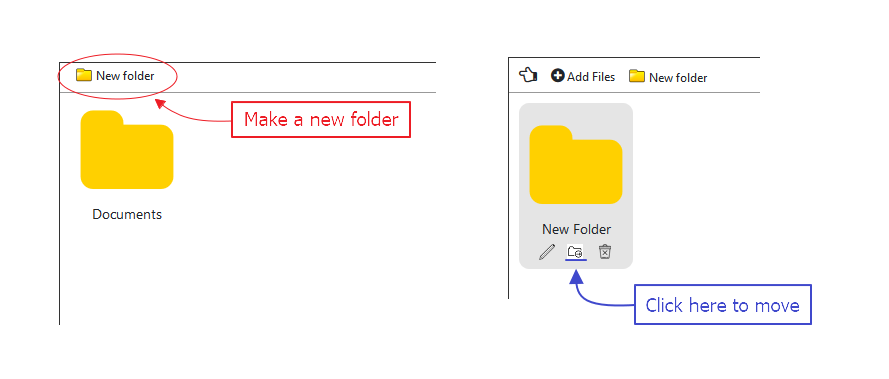 New folder
Make a new folder
Documents
Add Files
New folder
New Folder
Click here to move